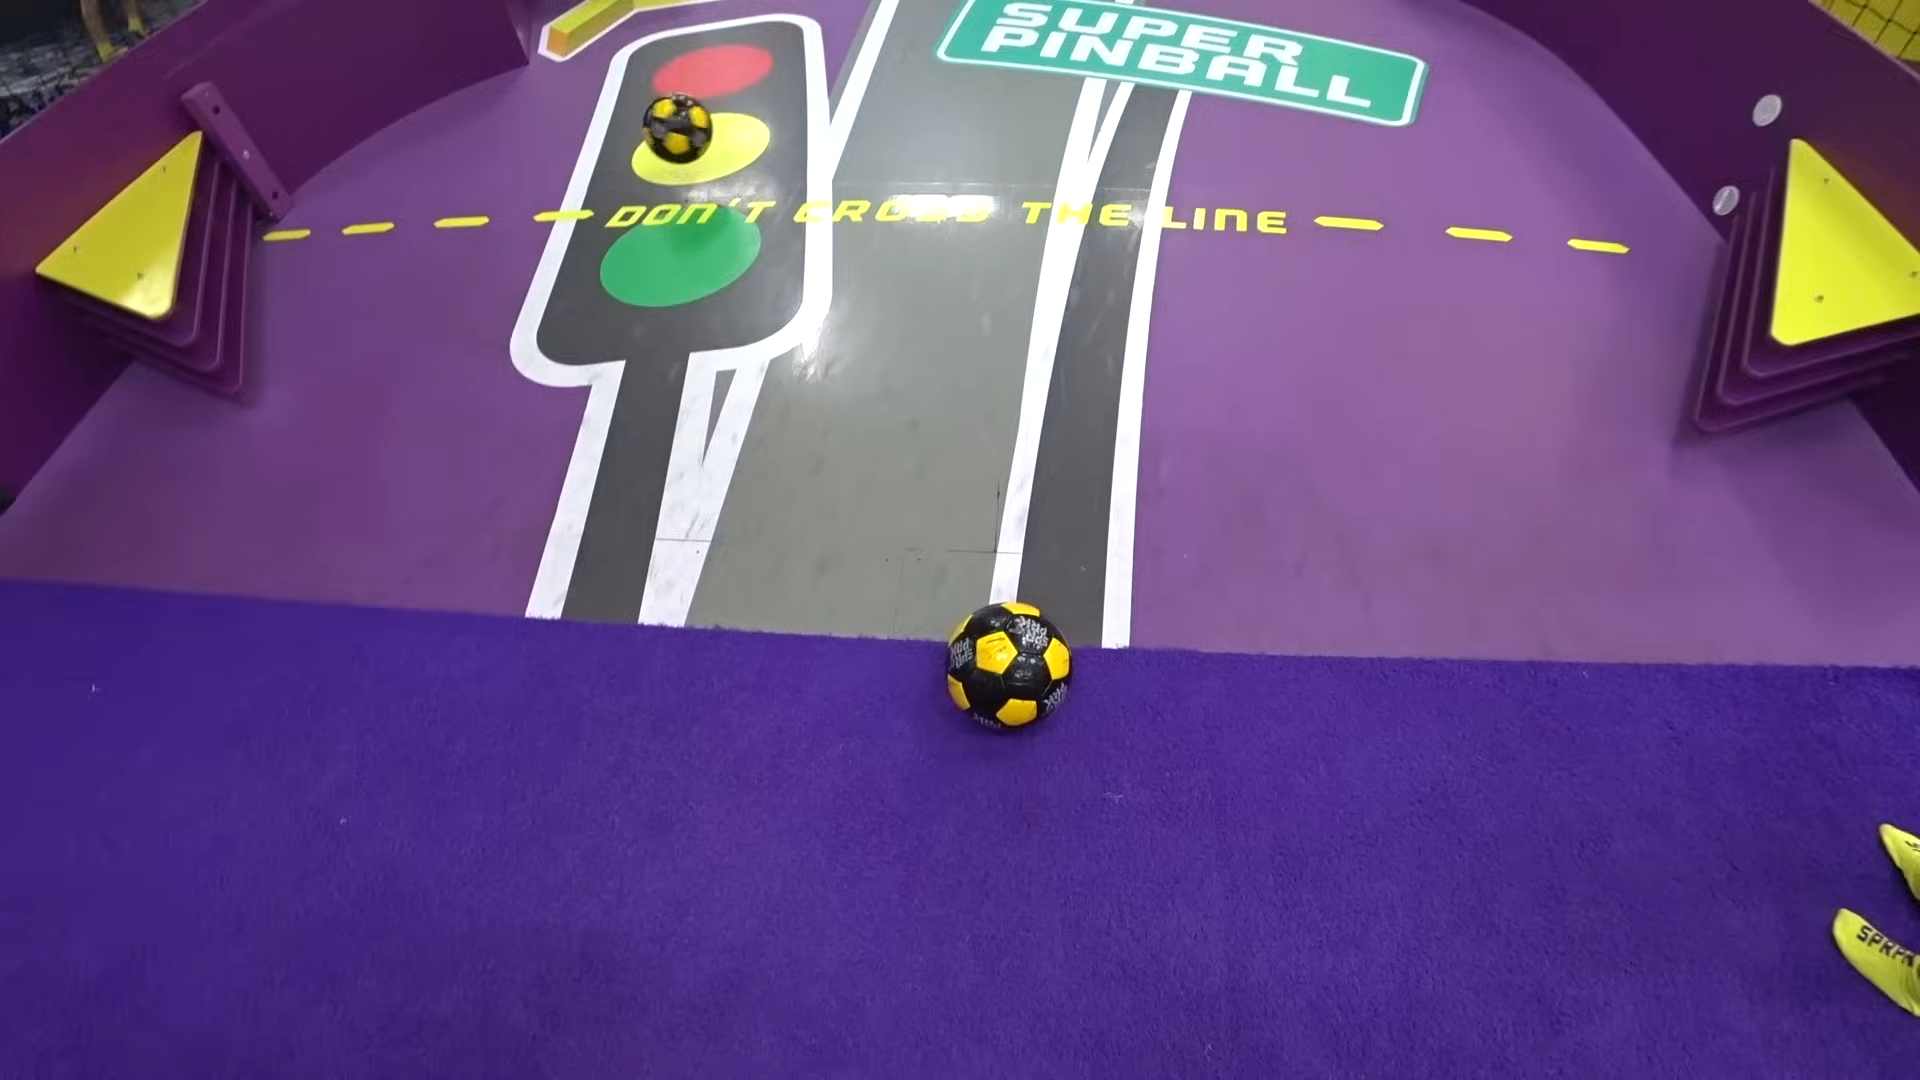 SUPER
PINBALL
DON'T CROSS THE LINE